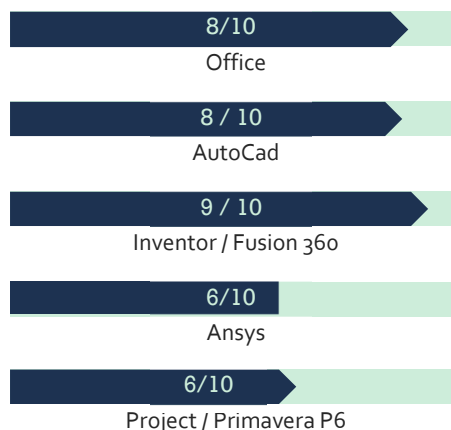 8/10
Office
8 / 10
AutoCad
9 / 10
Inventor / Fusion 360
6/10
Ansys
6/10
Project / Primavera P6